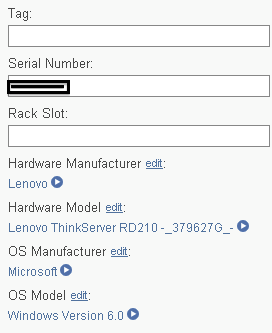 Tag:
Serial Number:
Rack Slot:
Hardware Manufacturer edit:
Lenovo
Hardware Model edit:
Lenovo ThinkServer RD210 -_379627G_-
OS Manufacturer edit:
Microsoft
OS Model edit:
Windows Version 6.0